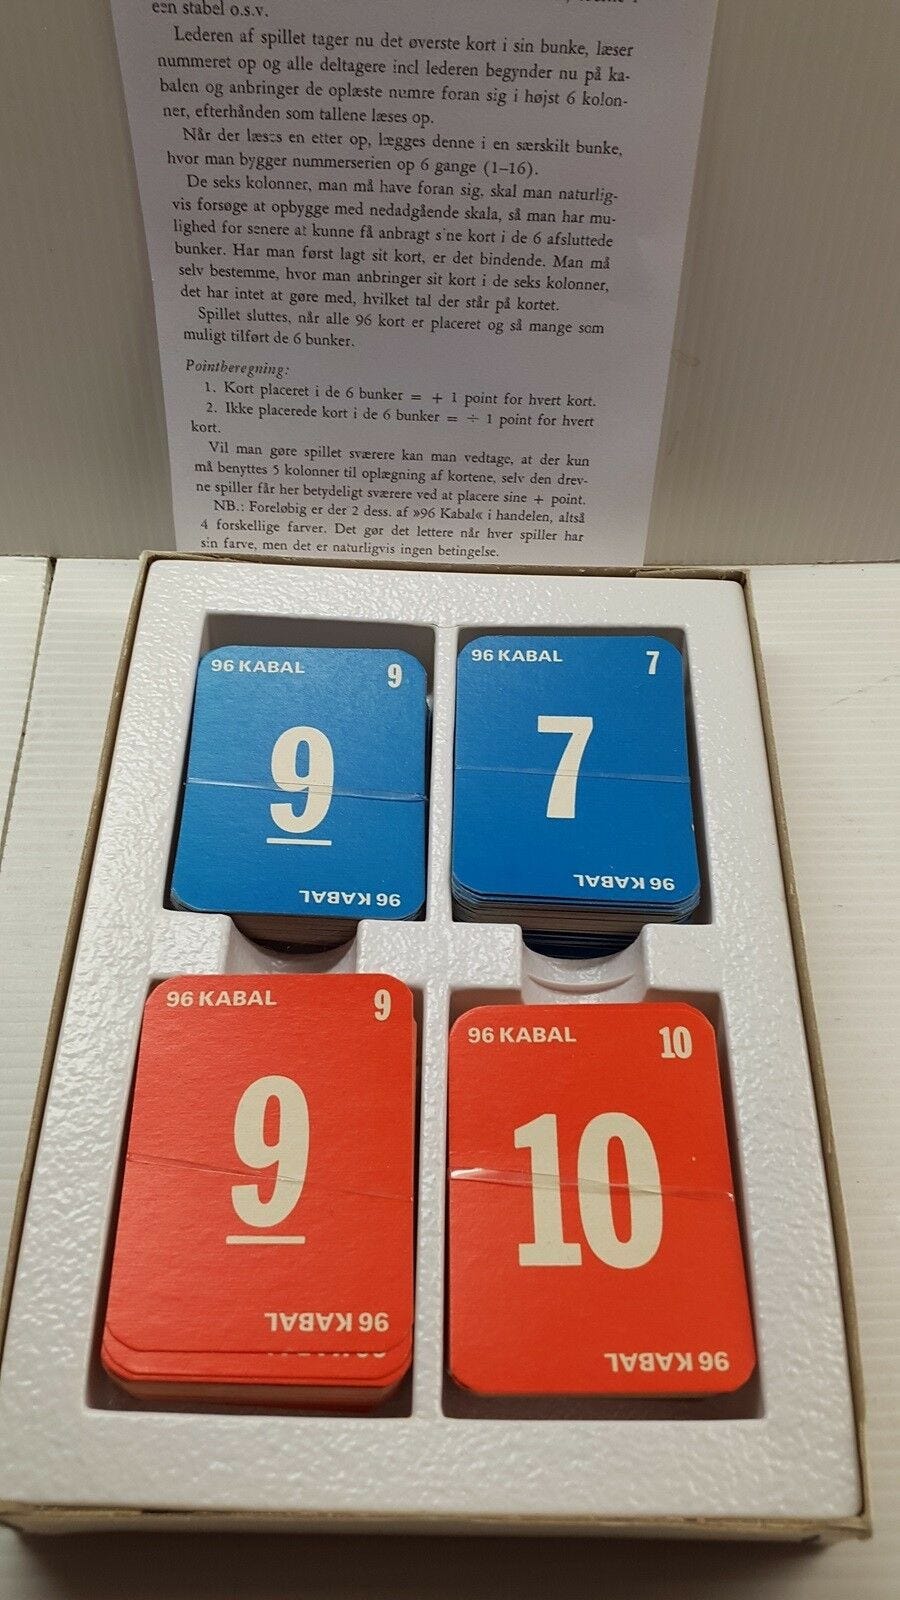 een stabel o.s.v.
Lederen af spillet tager nu det øverste kort i sin bunke, læser
nummeret op og alle deltagere incl lederen begynder nu på ka-
balen og anbringer de oplæste numre foran sig i højst 6 kolon-
ner, efterhånden som tallene læses op.
Når der læses en etter op, lægges denne i en særskilt bunke,
hvor man bygger nummerserien op 6 gange (1–16).
De seks kolonner, man må have foran sig, skal man naturlig-
vis forsøge at opbygge med nedadgående skala, så man har mu-
lighed for senere at kunne få anbragt sine kort i de 6 afsluttede
bunker. Har man først lagt sit kort, er det bindende. Man må
selv bestemme, hvor man anbringer sit kort i de seks kolonner,
det har intet at gøre med, hvilket tal der står på kortet.
Spillet sluttes, når alle 96 kort er placeret og så mange som
muligt tilført de 6 bunker.
Pointberegning:
1. Kort placeret i de 6 bunker = + 1 point for hvert kort.
2. Ikke placerede kort i de 6 bunker = ÷ 1 point for hvert
kort.
Vil man gøre spillet sværere kan man vedtage, at der kun
må benyttes 5 kolonner til oplægning af kortene, selv den drev-
ne spiller får her betydeligt sværere ved at placere sine + point.
NB.: Foreløbig er der 2 dess. af »96 Kabal« i handelen, altså
4 forskellige farver. Det gør det lettere når hver spiller har
sin farve, men det er naturligvis ingen betingelse.
96 KABAL 9
9
96 KABAL
96 KABAL 7
7
96 KABAL
96 KABAL 9
9
96 KABAL
96 KABAL 10
10
96 KABAL